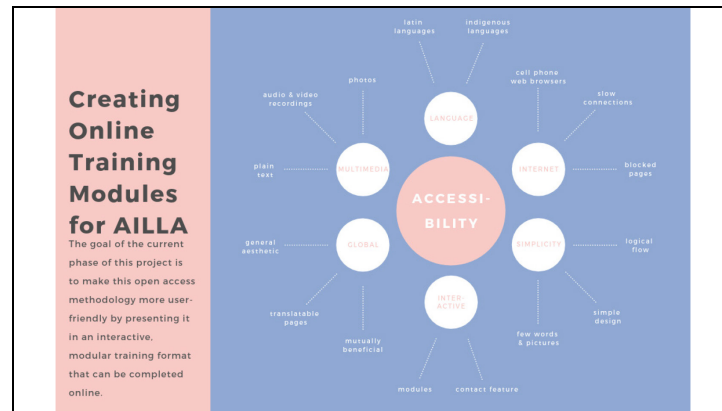 Creating
Online
Training
Modules
for AILLA
The goal of the current
phase of this project is
to make this open access
methodology more user-
friendly by presenting it
in an interactive,
modular training format
that can be completed
online.
ACCESSI-
BILITY
LANGUAGE
latin
languages
indigenous
languages
INTERNET
cell phone
web browsers
slow
connections
blocked
pages
SIMPLICITY
logical
flow
simple
design
few words
& pictures
INTER-
ACTIVE
contact feature
modules
GLOBAL
mutually
beneficial
translasable
pages
general
aesthetic
MULTIMEDIA
plain
text
audio & video
recordings
photos